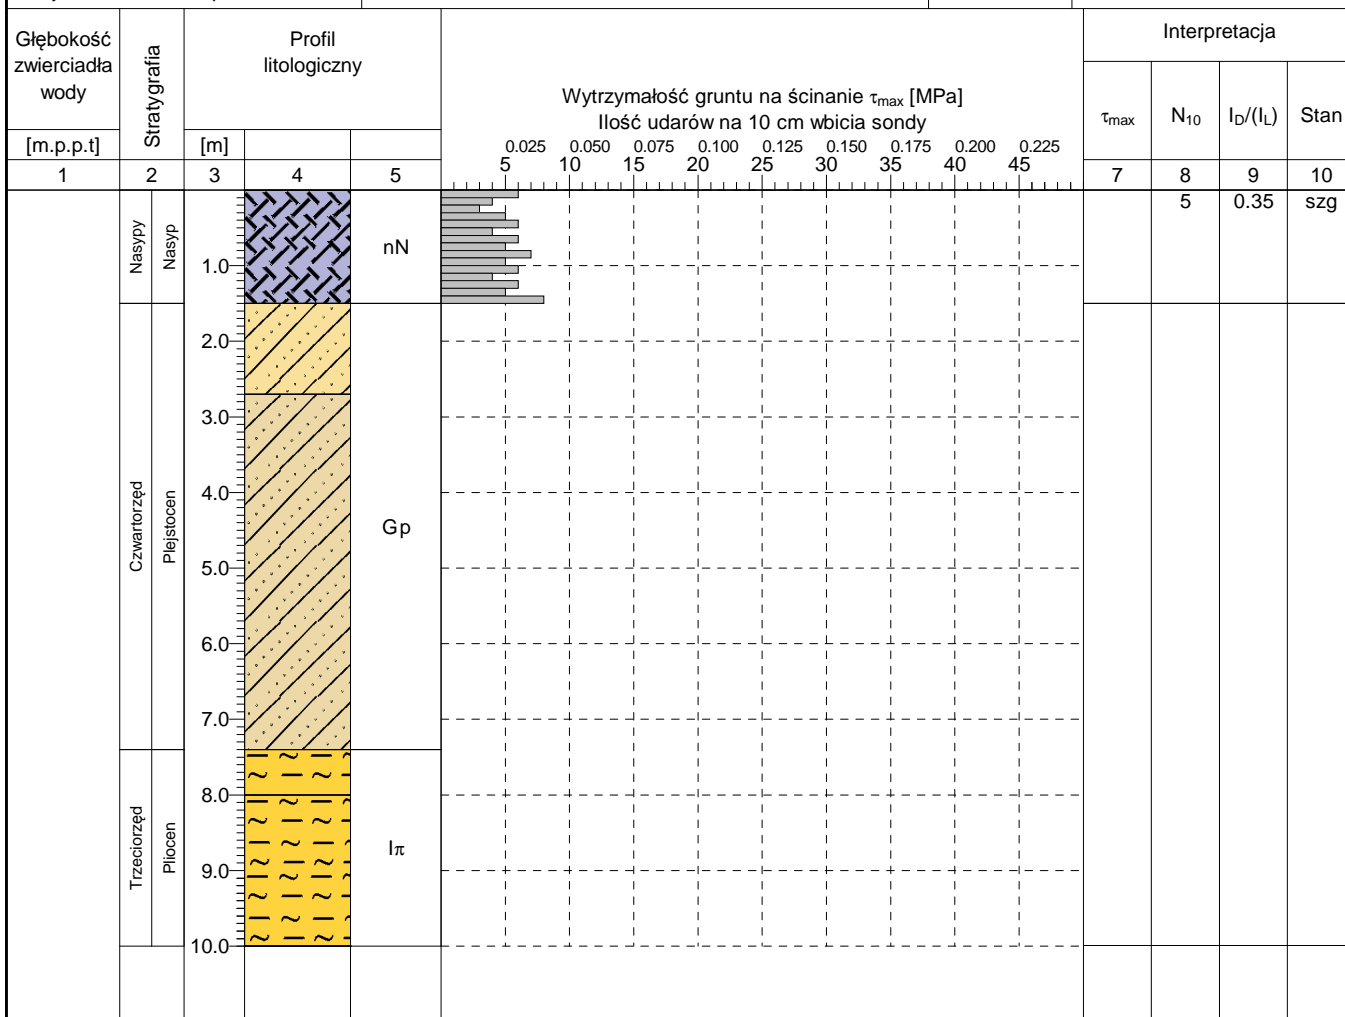 Głębokość
zwierciadła
wody
[m.p.p.t]
1
Stratygrafia
2
Profil
litologiczny
[m]
3
4
5
Wytrzymałość gruntu na ścinanie τmax [MPa]
Ilość udarów na 10 cm wbicia sondy
0.025 0.050 0.075 0.100 0.125 0.150 0.175 0.200 0.225
5 10 15 20 25 30 35 40 45
Interpretacja
τmax
N10
ID/(IL)
Stan
7
8
9
10
5
0.35
szg
Nasypy
Nasyp
nN
1.0
2.0
3.0
4.0
Czwartorzęd
Plejstocen
Gp
5.0
6.0
7.0
8.0
Trzeciorzęd
Pliocen
Iπ
9.0
10.0